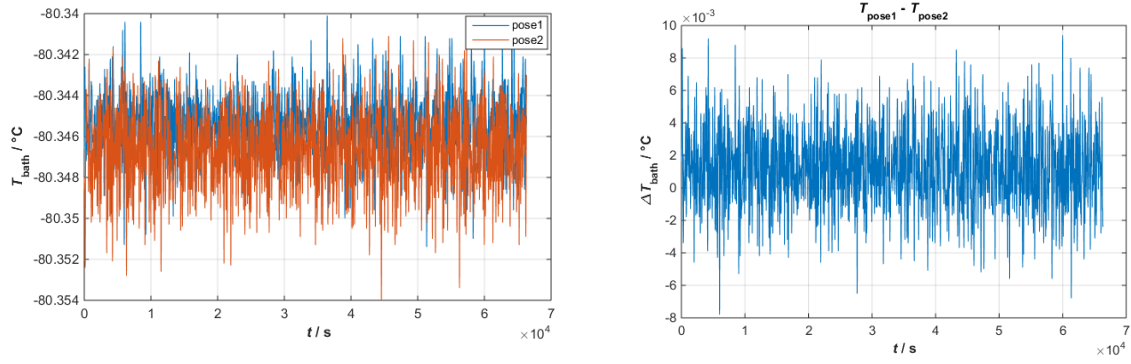 -80.34
-80.342
-80.344
-80.346
-80.348
-80.35
-80.352
-80.354
T_bath / °C
pose1
pose2
0 1 2 3 4 5 6 7
×10^4
t / s
×10^-3
T_pose1 - T_pose2
10
8
6
4
2
0
-2
-4
-6
-8
ΔT_bath / °C
0 1 2 3 4 5 6 7
×10^4
t / s